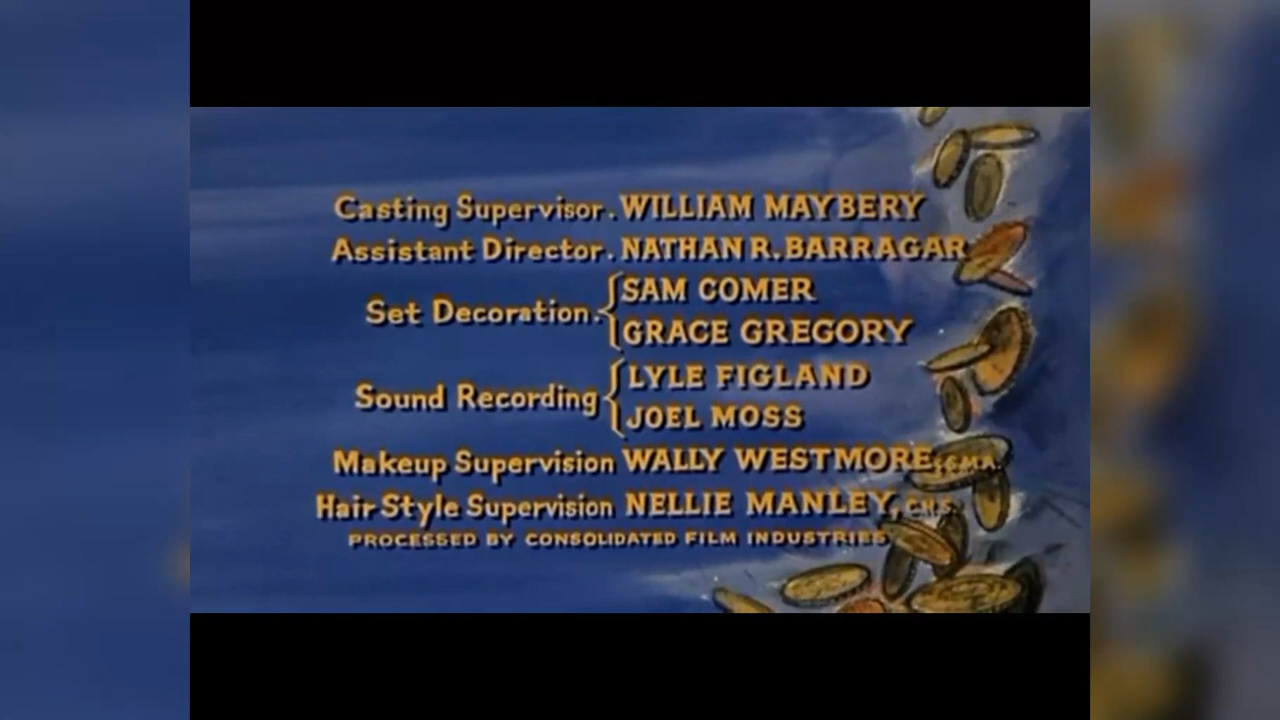 Casting Supervisor. WILLIAM MAYBERY
Assistant Director. NATHAN R. BARRAGAR
Set Decoration. SAM COMER
GRACE GREGORY
Sound Recording LYLE FIGLAND
JOEL MOSS
Makeup Supervision WALLY WESTMORE, S.M.A.
Hair Style Supervision NELLIE MANLEY, C.H.S.
PROCESSED BY CONSOLIDATED FILM INDUSTRIES